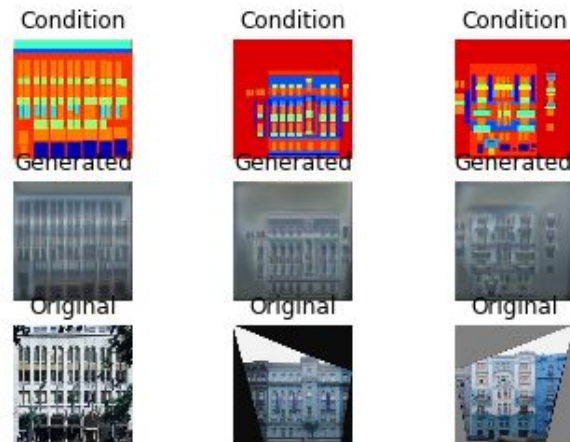 Condition Condition Condition
Generated Generated Generated
Original Original Original